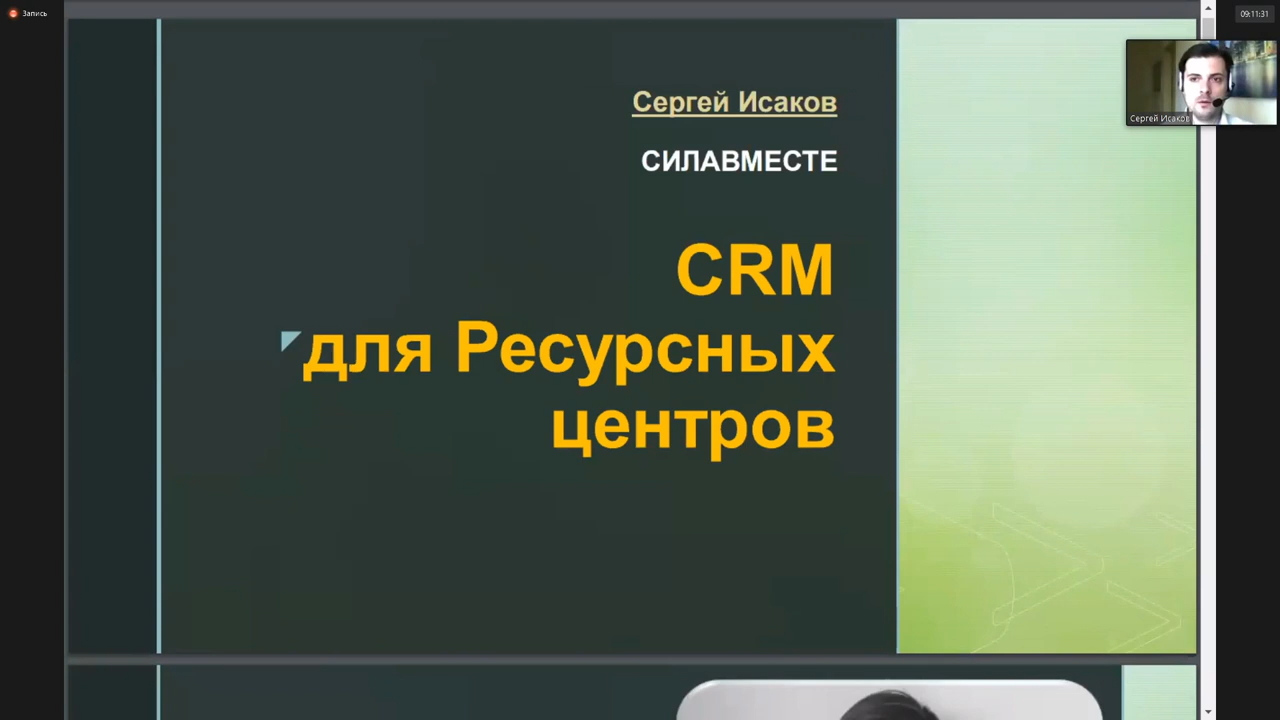 Запись
09:11:31
Сергей Исаков
Сергей Исаков
СИЛАВМЕСТЕ
CRM
для Ресурсных
центров